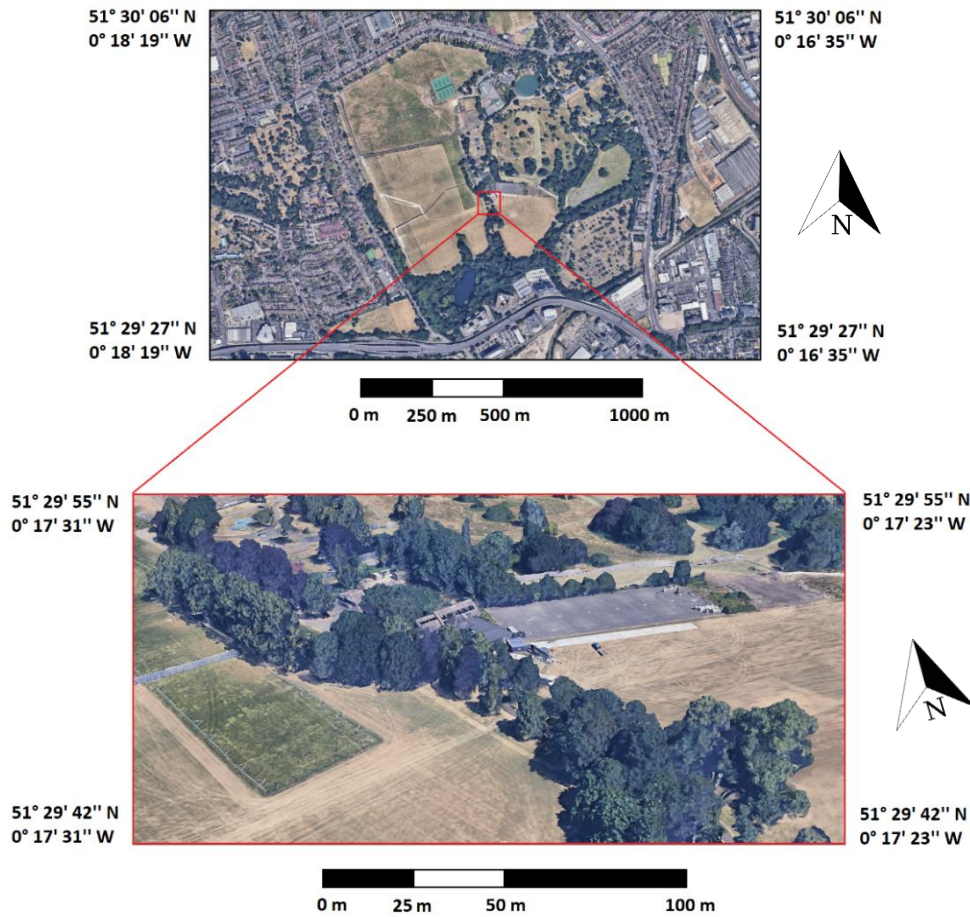 51° 30' 06'' N
0° 18' 19'' W
51° 30' 06'' N
0° 16' 35'' W
N
51° 29' 27'' N
0° 18' 19'' W
51° 29' 27'' N
0° 16' 35'' W
0 m 250 m 500 m 1000 m
51° 29' 55'' N
0° 17' 31'' W
51° 29' 55'' N
0° 17' 23'' W
N
51° 29' 42'' N
0° 17' 31'' W
51° 29' 42'' N
0° 17' 23'' W
0 m 25 m 50 m 100 m